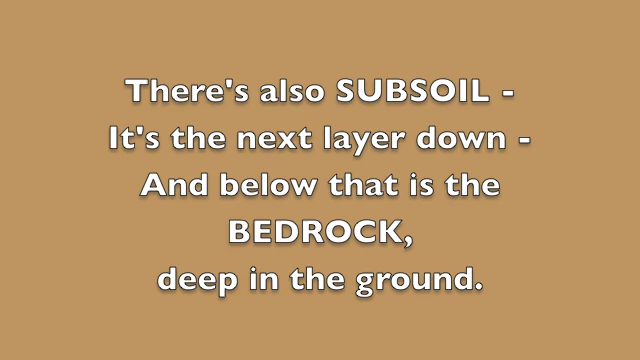 There's also SUBSOIL -
It's the next layer down -
And below that is the
BEDROCK,
deep in the ground.